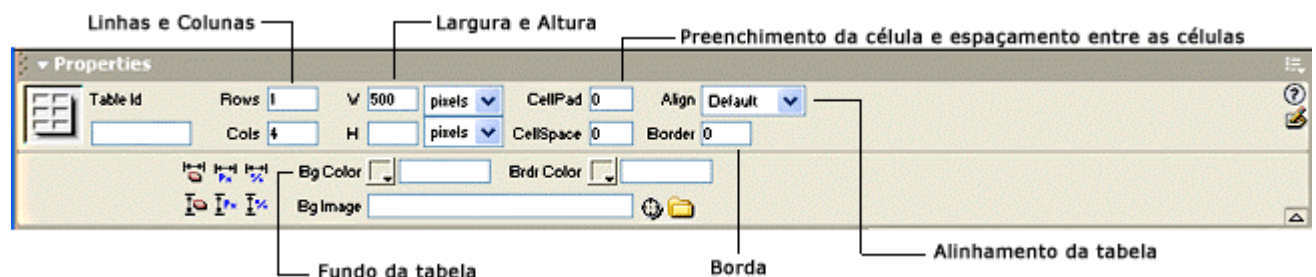 Linhas e Colunas
Largura e Altura
Preenchimento da célula e espaçamento entre as células
Properties
Table Id Rows 1 W 500 pixels CellPad 0 Align Default
Cols 4 H pixels CellSpace 0 Border 0
Bg Color Brdr Color
Bg Image
Alinhamento da tabela
Borda
Fundo da tabela